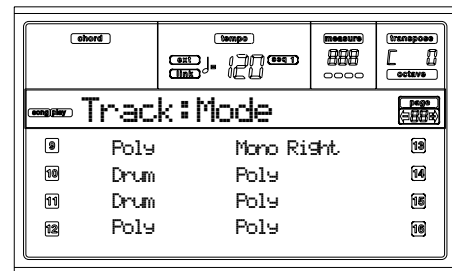 chord tempo measure transpose
ext link ♩= 120 seq 1 888 C 0
octave
song play Track:Mode page 88
9 Poly Mono Right 13
10 Drum Poly 14
11 Drum Poly 15
12 Poly Poly 16